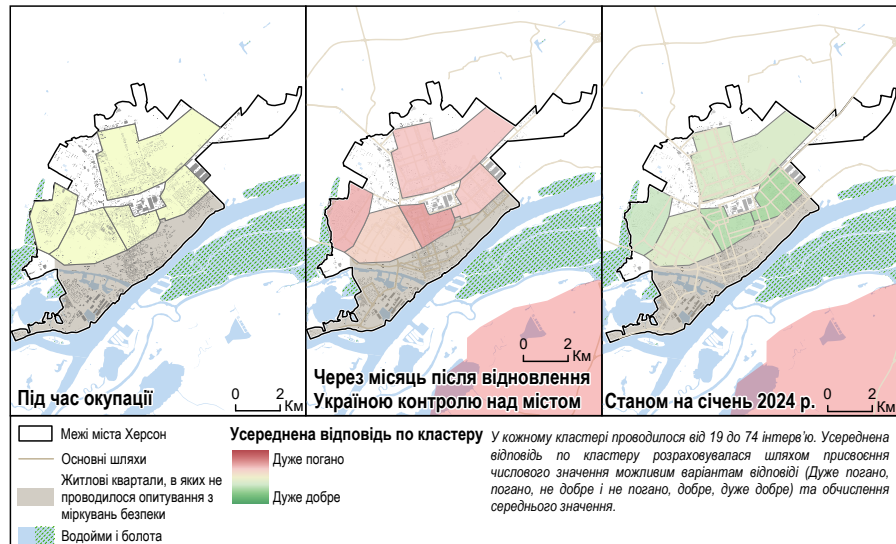 Під час окупації
0 2
Км
0 2
Км
Через місяць після відновлення
Україною контролю над містом
0 2
Км
Станом на січень 2024 р.
Межі міста Херсон
Основні шляхи
Житлові квартали, в яких не
проводилося опитування з
міркувань безпеки
Водойми і болота
Усереднена відповідь по кластеру
Дуже погано
Дуже добре
У кожному кластері проводилося від 19 до 74 інтерв'ю. Усереднена
відповідь по кластеру розраховувалася шляхом присвоєння
числового значення можливим варіантам відповіді (Дуже погано,
погано, не добре і не погано, добре, дуже добре) та обчислення
середнього значення.